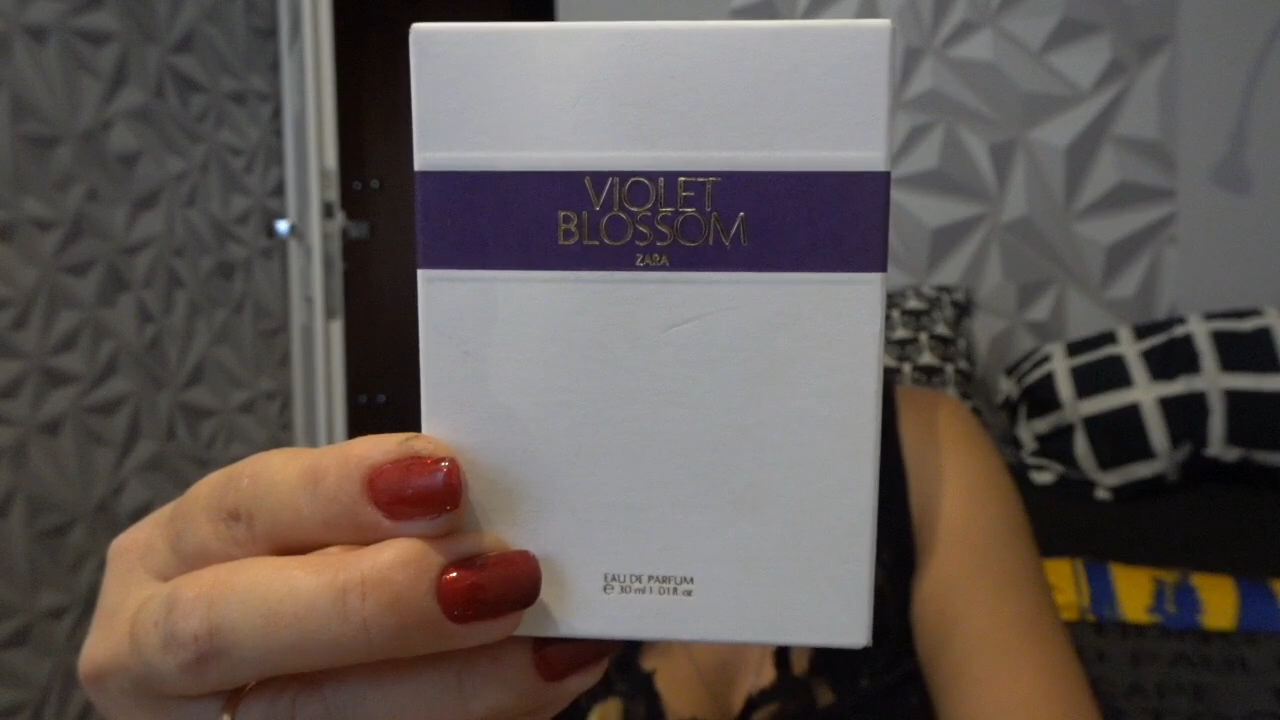 VIOLET
BLOSSOM
ZARA
EAU DE PARFUM
℮ 30 ml 1.01 fl. oz